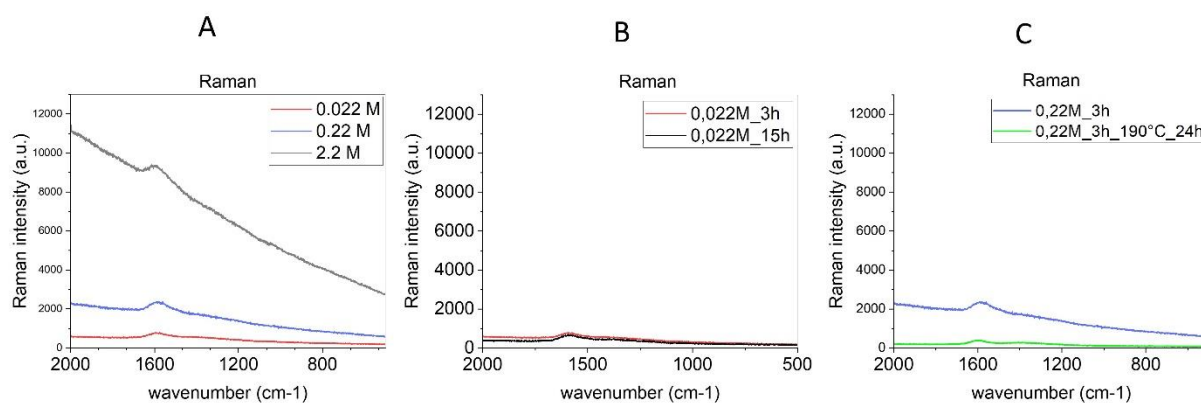 A
Raman
0.022 M
0.22 M
2.2 M
12000
10000
8000
6000
4000
2000
0
Raman intensity (a.u.)
2000 1600 1200 800
wavenumber (cm-1)
B
Raman
0,022M_3h
0,022M_15h
12000
10000
8000
6000
4000
2000
0
Raman intensity (a.u.)
2000 1500 1000 500
wavenumber (cm-1)
C
Raman
0,22M_3h
0,22M_3h_190°C_24h
12000
10000
8000
6000
4000
2000
0
Raman intensity (a.u.)
2000 1600 1200 800
wavenumber (cm-1)